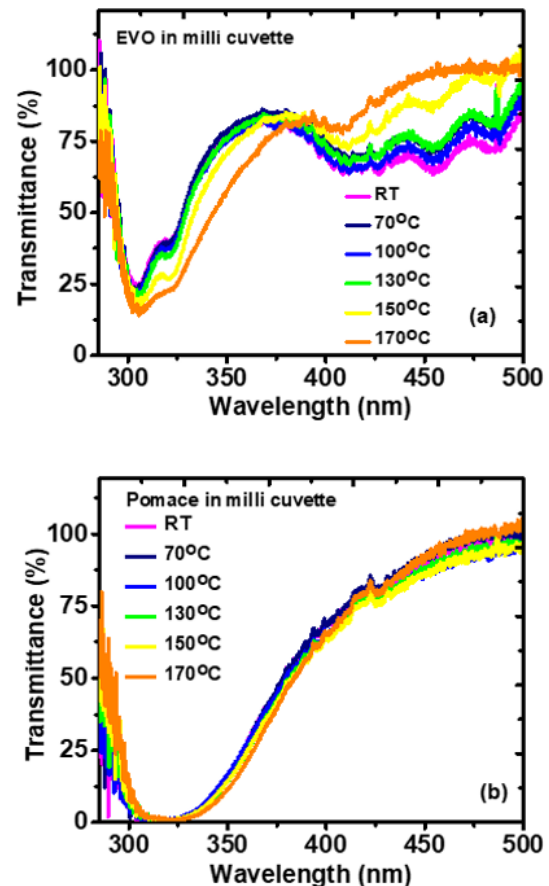 EVO in milli cuvette
100
75
50
25
0
Transmittance (%)
RT
70ºC
100ºC
130ºC
150ºC
170ºC
(a)
300 350 400 450 500
Wavelength (nm)
Pomace in milli cuvette
100
75
50
25
0
Transmittance (%)
RT
70ºC
100ºC
130ºC
150ºC
170ºC
(b)
300 350 400 450 500
Wavelength (nm)